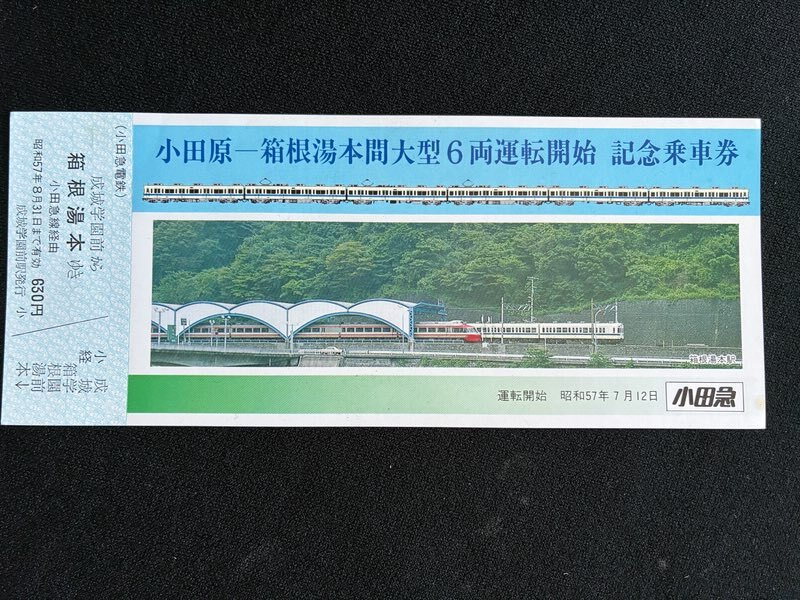 小田原―箱根湯本間大型6両運転開始 記念乗車券
箱根湯本駅
運転開始 昭和57年7月12日
小田急
(小田急電鉄)
成城学園前から
箱根湯本ゆき
小田急線経由
昭和57年8月31日まで有効 630円
成城学園前駅発行 小
小
経
成城学園前
箱根湯本